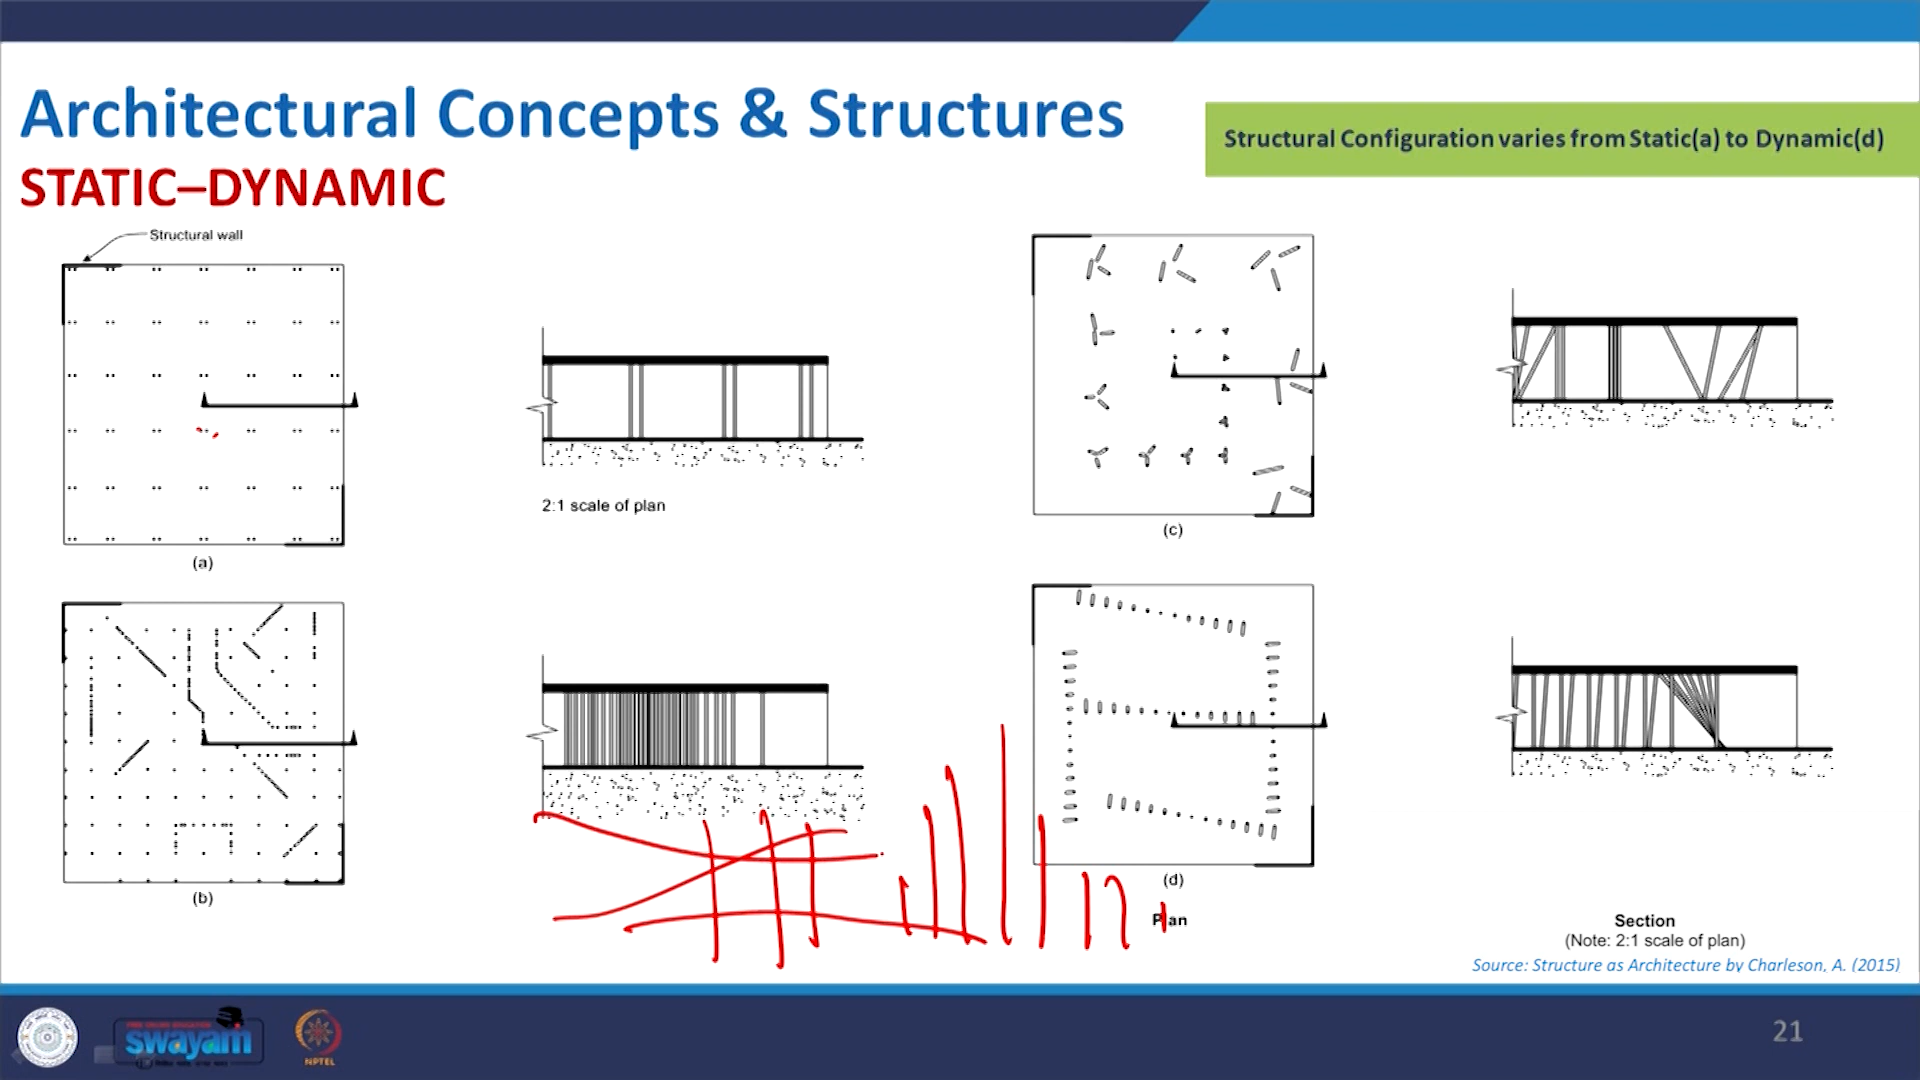 Architectural Concepts & Structures
STATIC–DYNAMIC
Structural Configuration varies from Static(a) to Dynamic(d)
Structural wall
2:1 scale of plan
(a)
(b)
(c)
(d)
Plan
Section
(Note: 2:1 scale of plan)
Source: Structure as Architecture by Charleson, A. (2015)
swayam
NPTEL
21